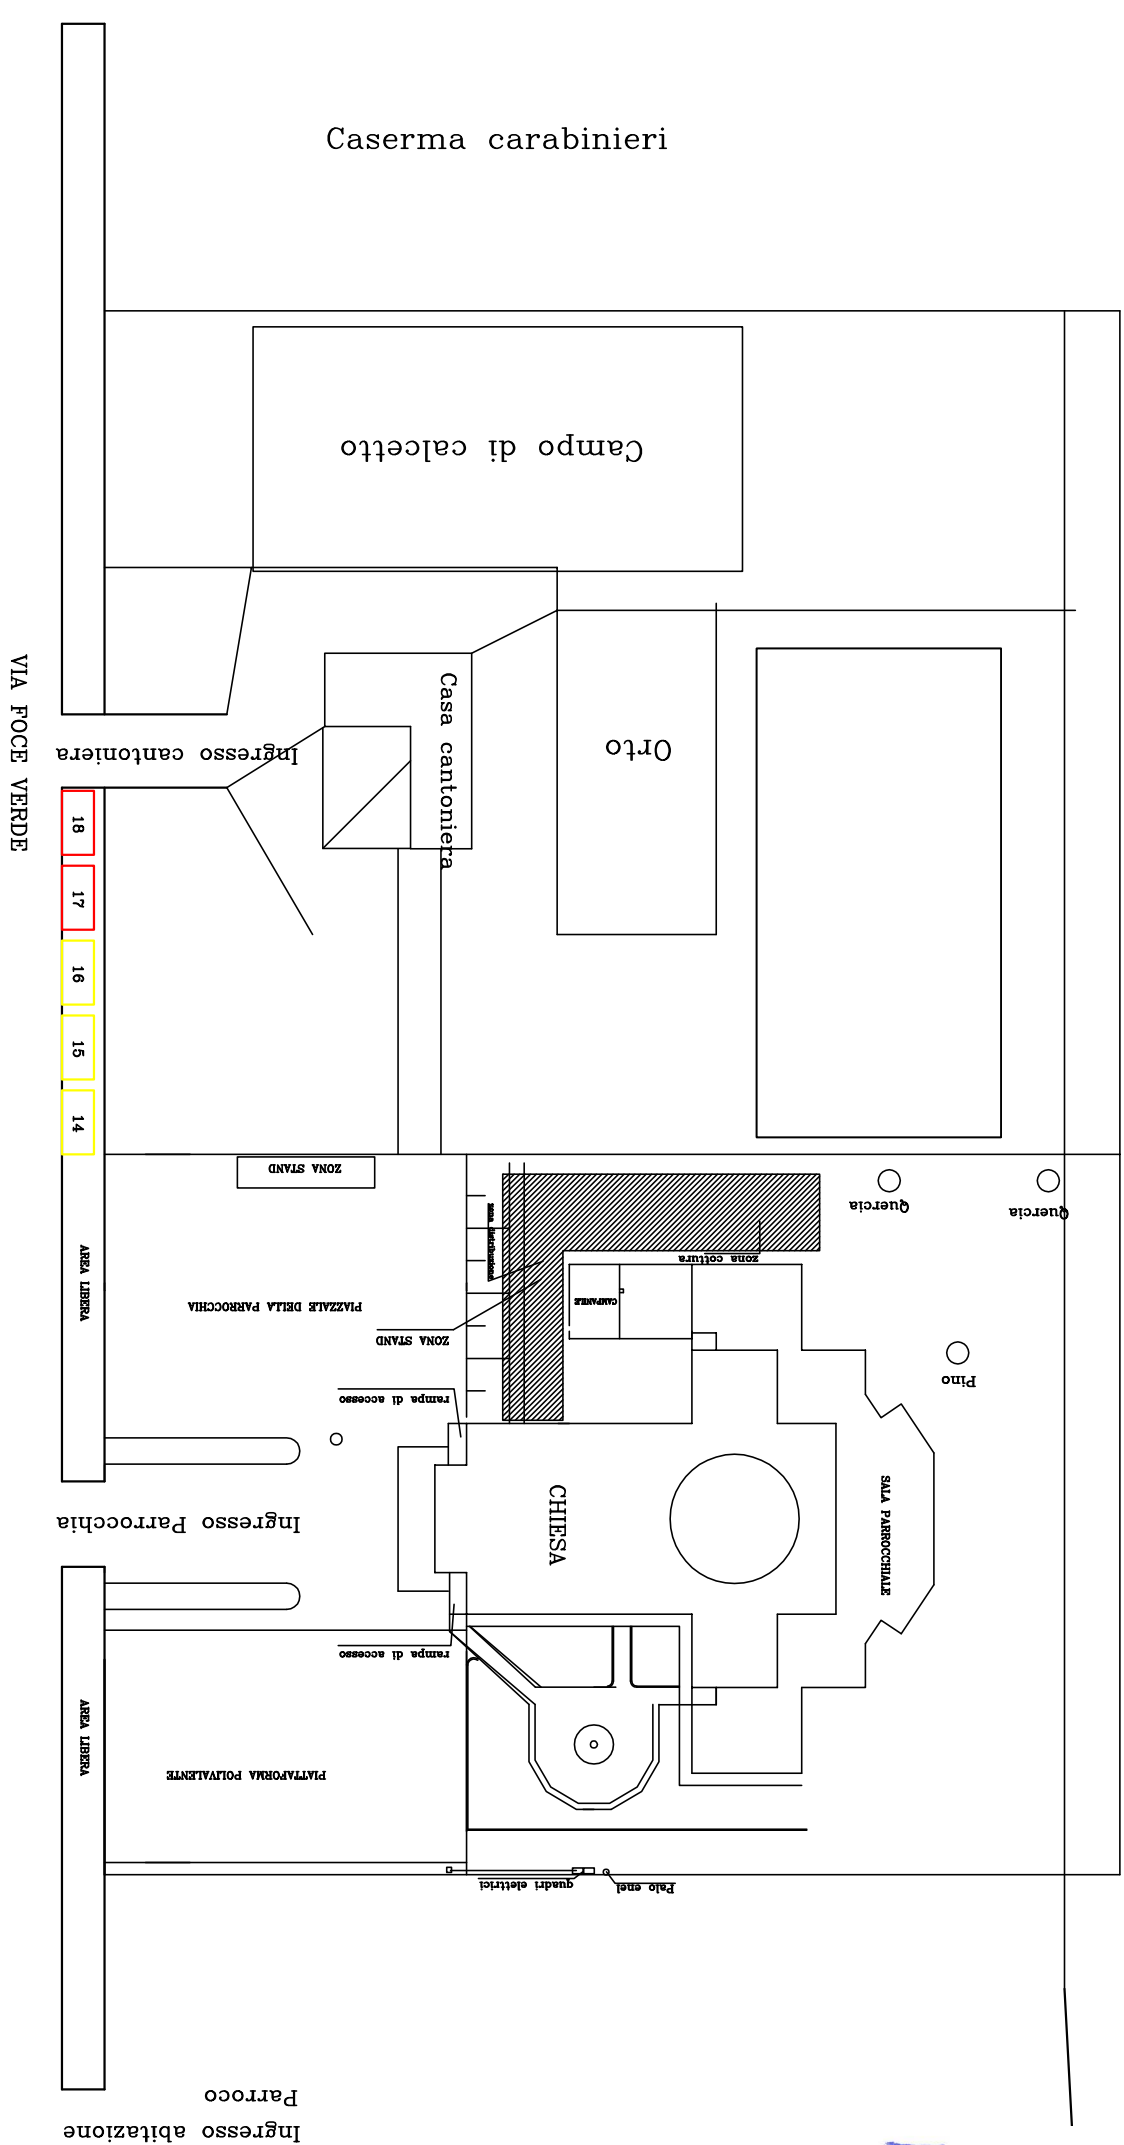 Caserma carabinieri
Campo di calcetto
Casa cantoniera
Orto
VIA FOCE VERDE
Ingresso cantoniera
18
17
16
15
14
ZONA STAND
Quercia
Quercia
zona distribuzione
zona cottura
AREA LIBERA
PIAZZALE DELLA PARROCCHIA
CAMPANILE
ZONA STAND
Pino
rampa di accesso
Ingresso Parrocchia
CHIESA
SALA PARROCCHIALE
rampa di accesso
AREA LIBERA
PIATTAFORMA POLIVALENTE
quadri elettrici
Palo enel
Ingresso abitazione
Parroco